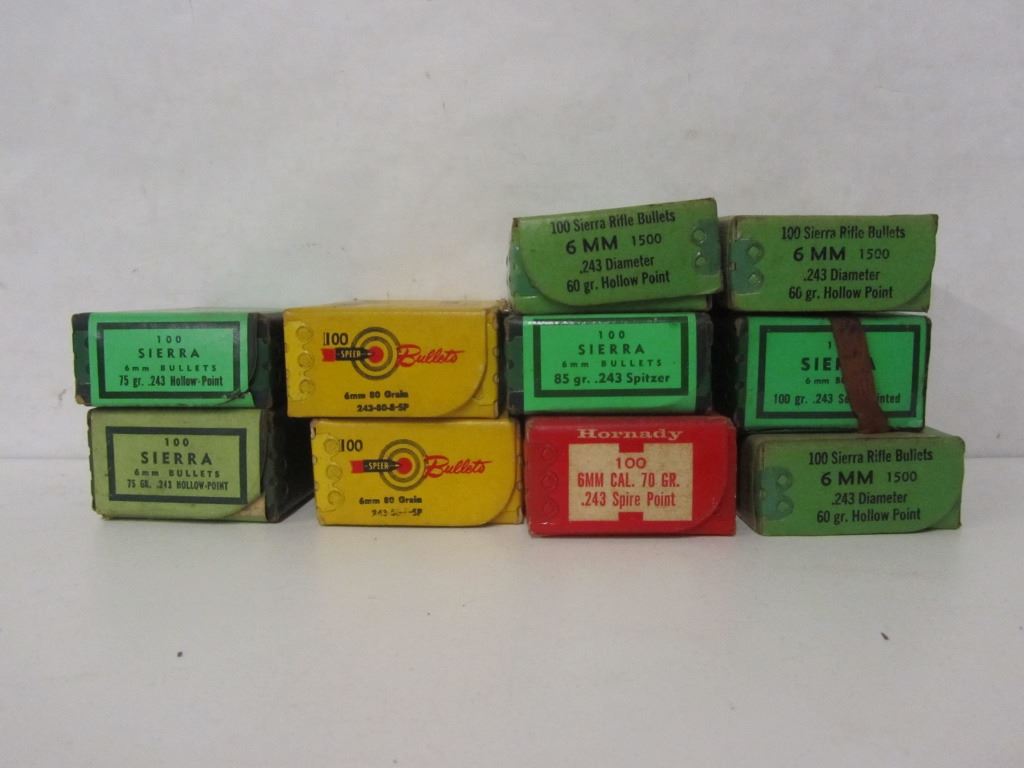 100 Sierra Rifle Bullets
6 MM 1500
.243 Diameter
60 gr. Hollow Point
100 Sierra Rifle Bullets
6 MM 1500
.243 Diameter
60 gr. Hollow Point
100
SIERRA
6mm BULLETS
75 gr. .243 Hollow-Point
100
SPEER Bullets
6mm 80 Grain
243-80-8-SP
100
SIERRA
6mm BULLETS
85 gr. .243 Spitzer
6 mm
100 gr. .243
100
SIERRA
6mm BULLETS
75 GR. .243 HOLLOW-POINT
100
SPEER Bullets
6mm 80 Grain
Hornady
100
6MM CAL. 70 GR.
.243 Spire Point
100 Sierra Rifle Bullets
6 MM 1500
.243 Diameter
60 gr. Hollow Point